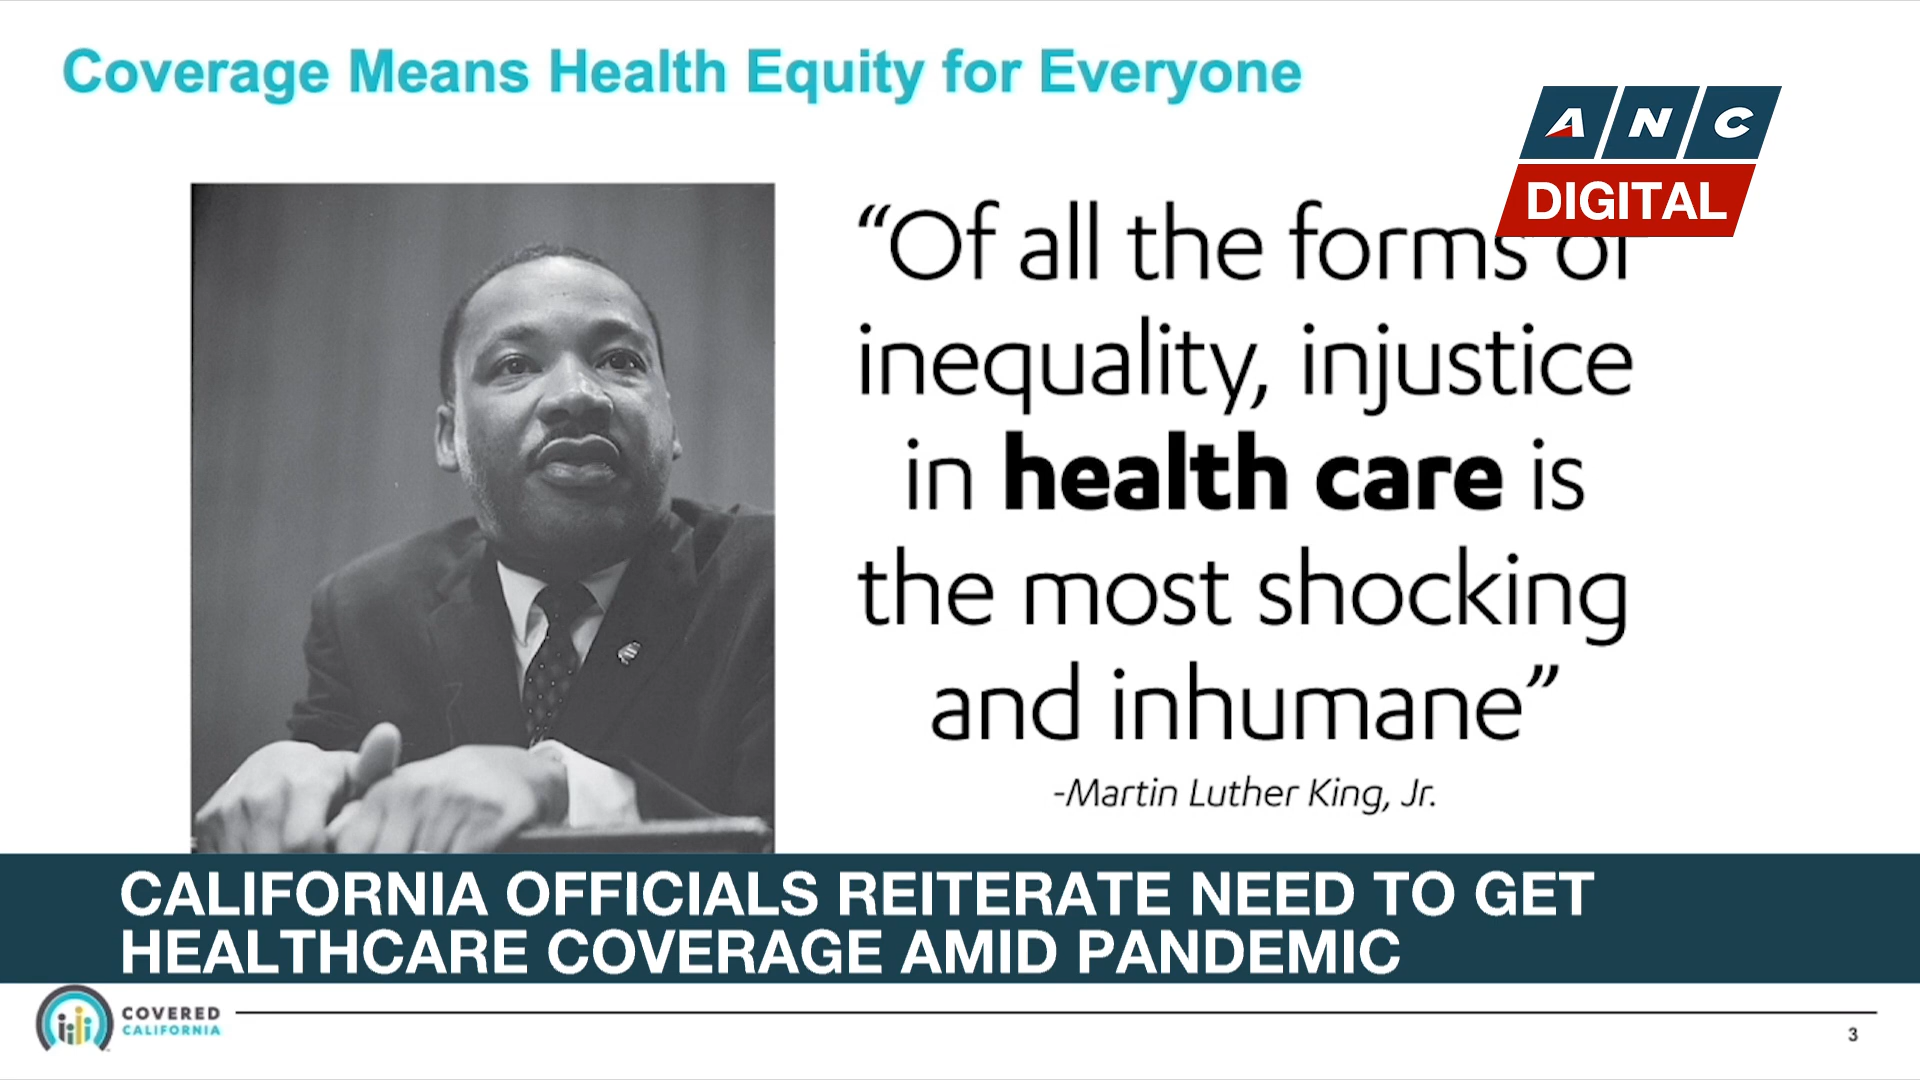 Coverage Means Health Equity for Everyone
ANC
DIGITAL
“Of all the forms of
inequality, injustice
in health care is
the most shocking
and inhumane”
-Martin Luther King, Jr.
CALIFORNIA OFFICIALS REITERATE NEED TO GET
HEALTHCARE COVERAGE AMID PANDEMIC
COVERED
CALIFORNIA
3